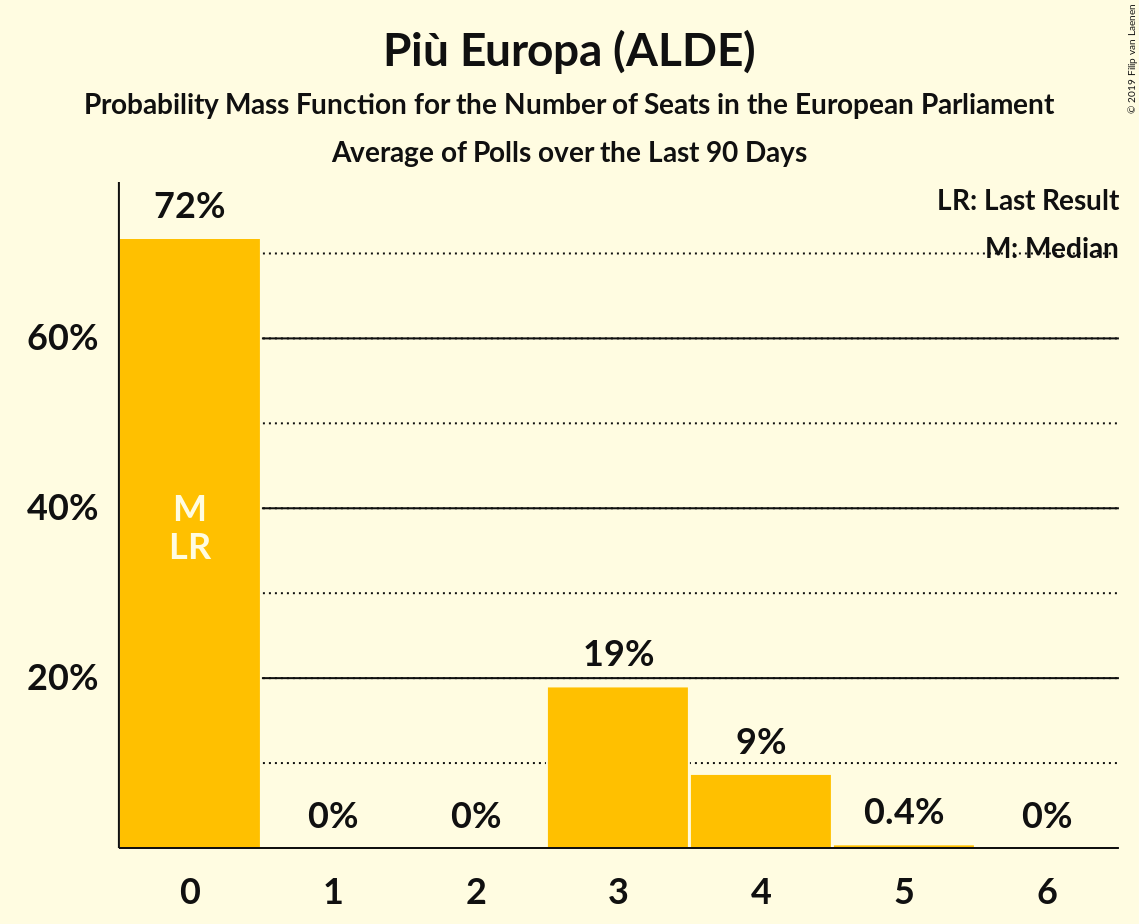 Più Europa (ALDE)
Probability Mass Function for the Number of Seats in the European Parliament
Average of Polls over the Last 90 Days
© 2019 Filip van Laenen
LR: Last Result
M: Median
72%
60%
40%
20%
M
LR
0%
0%
19%
9%
0.4%
0%
0 1 2 3 4 5 6